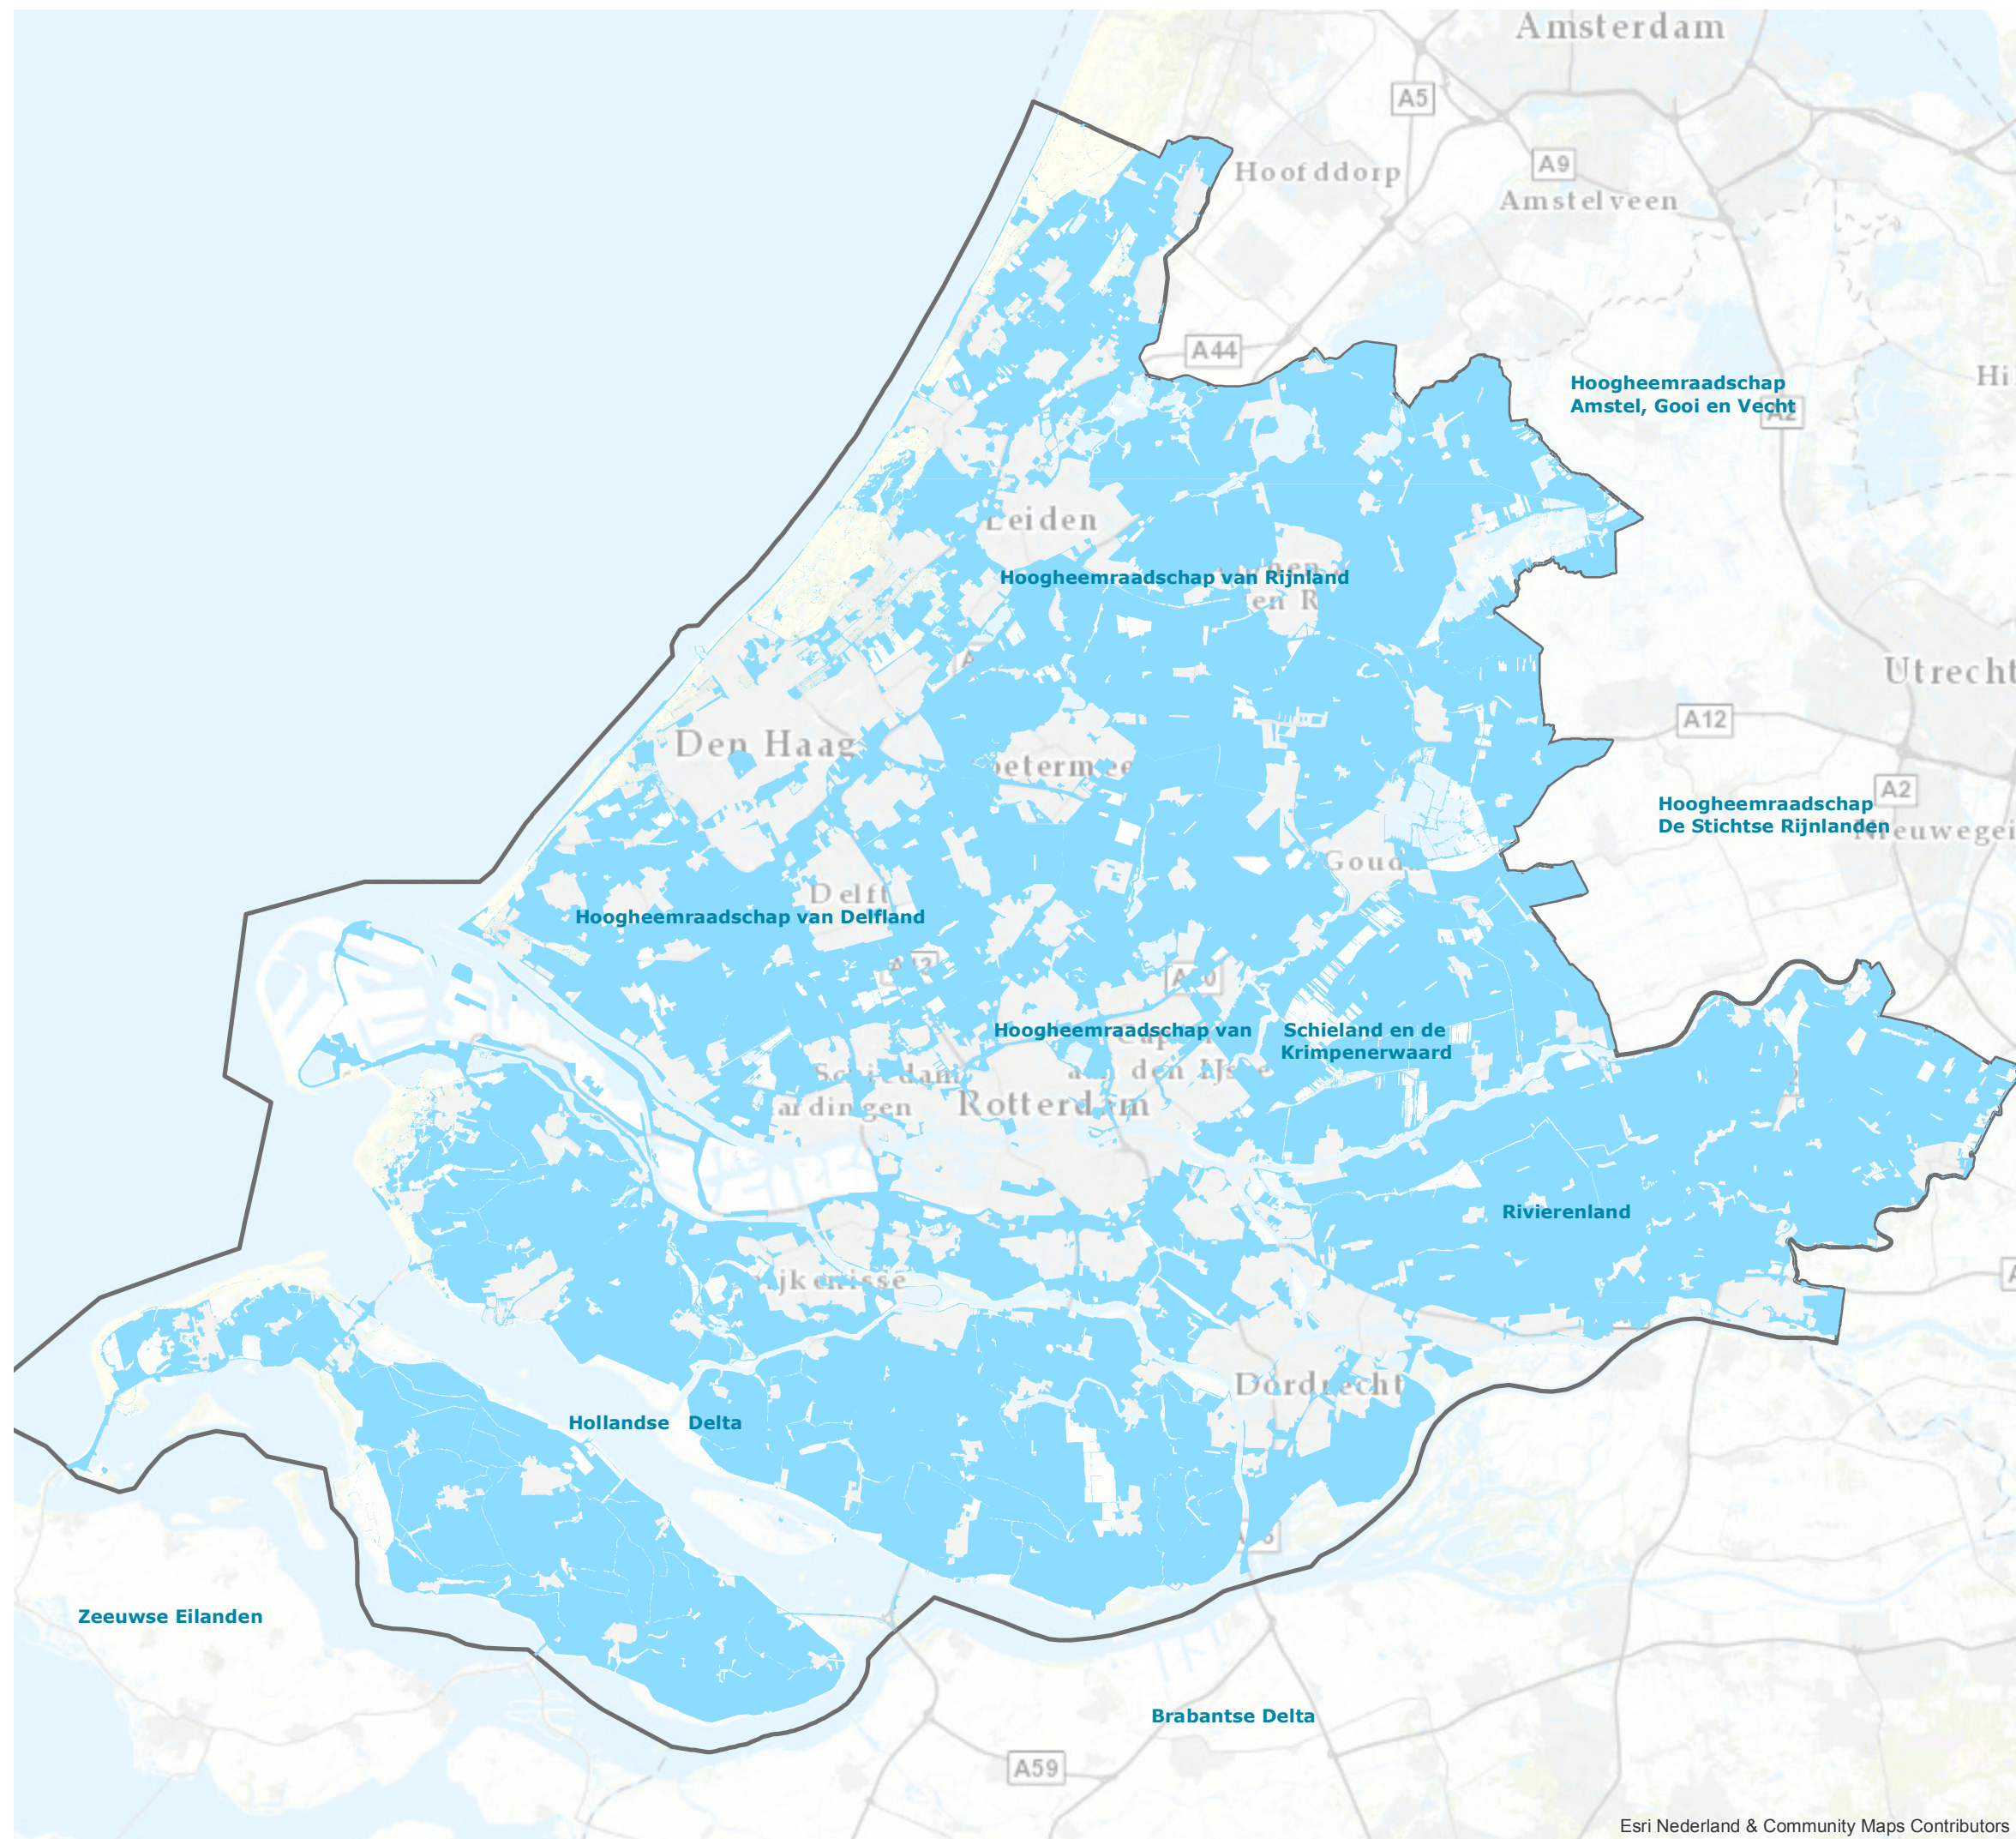 Amsterdam
A5
Hoofddorp
A9
Amstelveen
A44
Hoogheemraadschap
Amstel, Gooi en Vecht
A2
Leiden
Hoogheemraadschap van Rijnland
en R
Utrecht
A12
Den Haag
A2
Hoogheemraadschap
De Stichtse Rijnlanden
Delft
Hoogheemraadschap van Delfland
Hoogheemraadschap van Schieland en de
Krimpenerwaard
Rotterdam
Rivierenland
Dordrecht
Hollandse Delta
Zeeuwse Eilanden
Brabantse Delta
A59
Esri Nederland & Community Maps Contributors